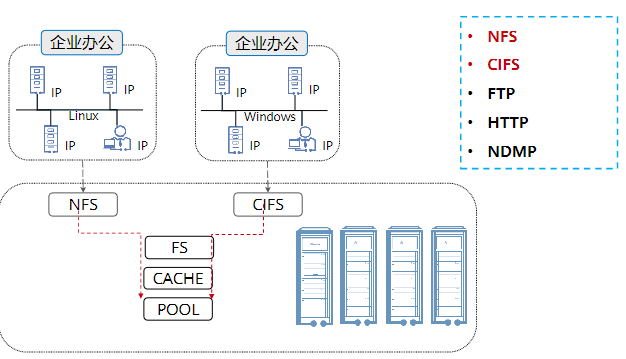 企业办公
企业办公
IP
IP
IP
IP
Linux
Windows
IP
IP
IP
IP
NFS
CIFS
FS
CACHE
POOL
• NFS
• CIFS
• FTP
• HTTP
• NDMP